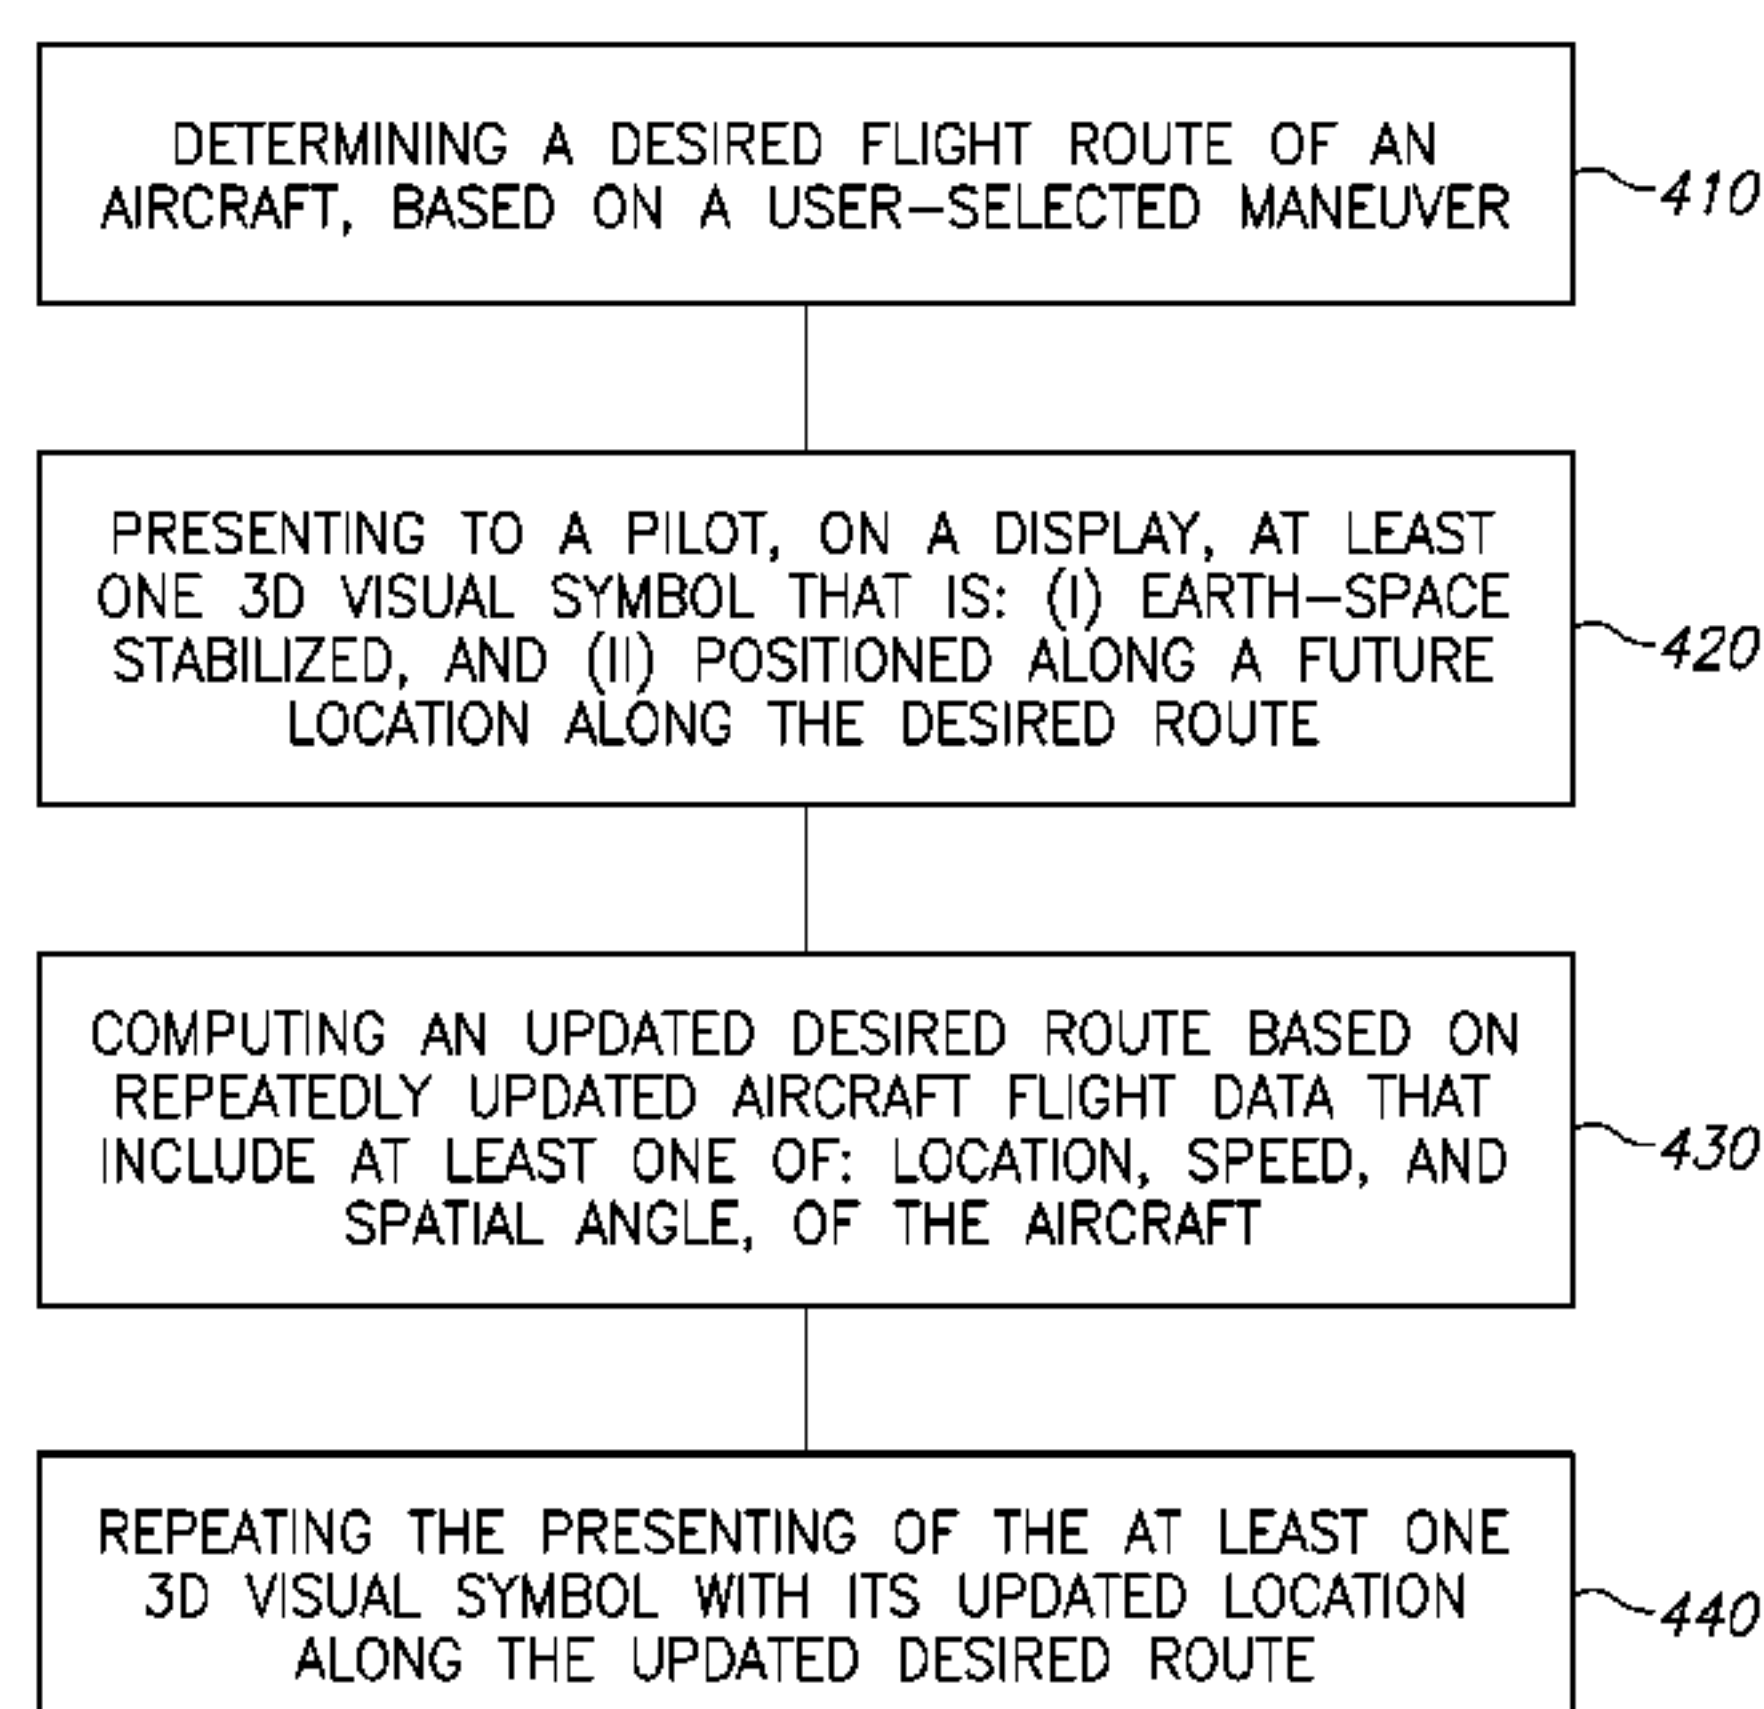 DETERMINING A DESIRED FLIGHT ROUTE OF AN
AIRCRAFT, BASED ON A USER-SELECTED MANEUVER
410
PRESENTING TO A PILOT, ON A DISPLAY, AT LEAST
ONE 3D VISUAL SYMBOL THAT IS: (I) EARTH-SPACE
STABILIZED, AND (II) POSITIONED ALONG A FUTURE
LOCATION ALONG THE DESIRED ROUTE
420
COMPUTING AN UPDATED DESIRED ROUTE BASED ON
REPEATEDLY UPDATED AIRCRAFT FLIGHT DATA THAT
INCLUDE AT LEAST ONE OF: LOCATION, SPEED, AND
SPATIAL ANGLE, OF THE AIRCRAFT
430
REPEATING THE PRESENTING OF THE AT LEAST ONE
3D VISUAL SYMBOL WITH ITS UPDATED LOCATION
ALONG THE UPDATED DESIRED ROUTE
440